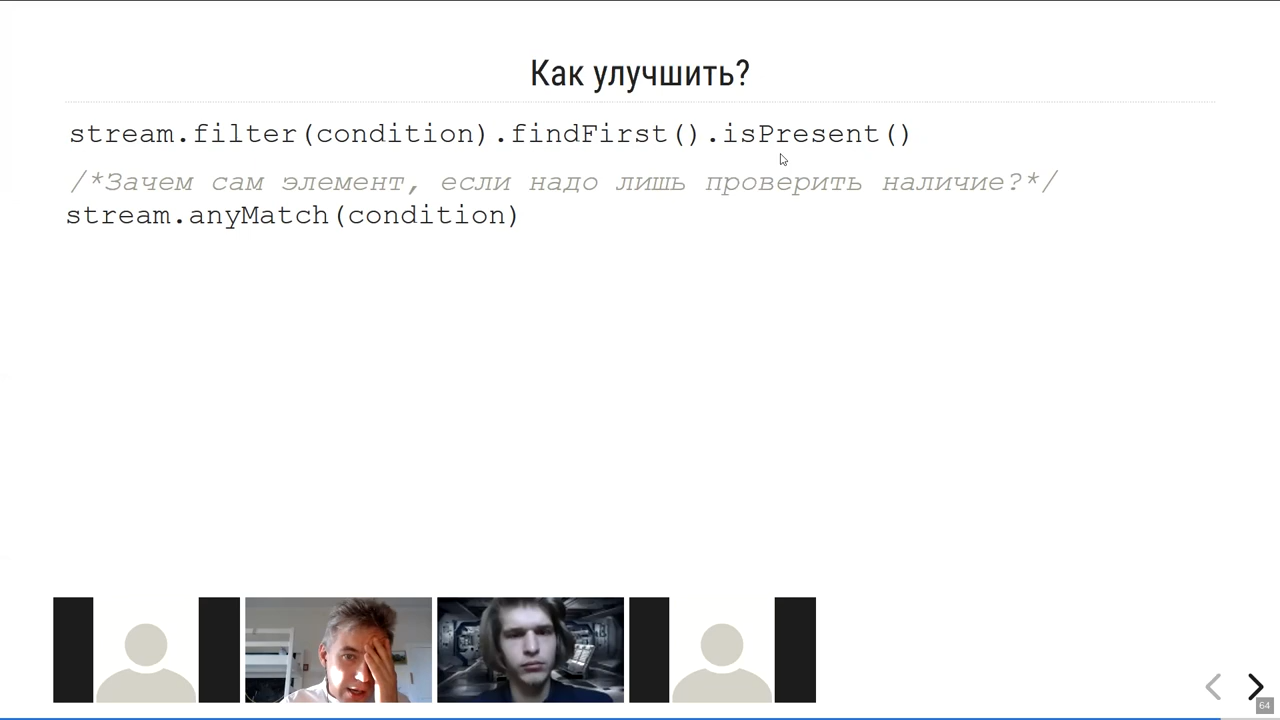 Как улучшить?
stream.filter(condition).findFirst().isPresent()
/*Зачем сам элемент, если надо лишь проверить наличие?*/
stream.anyMatch(condition)
64